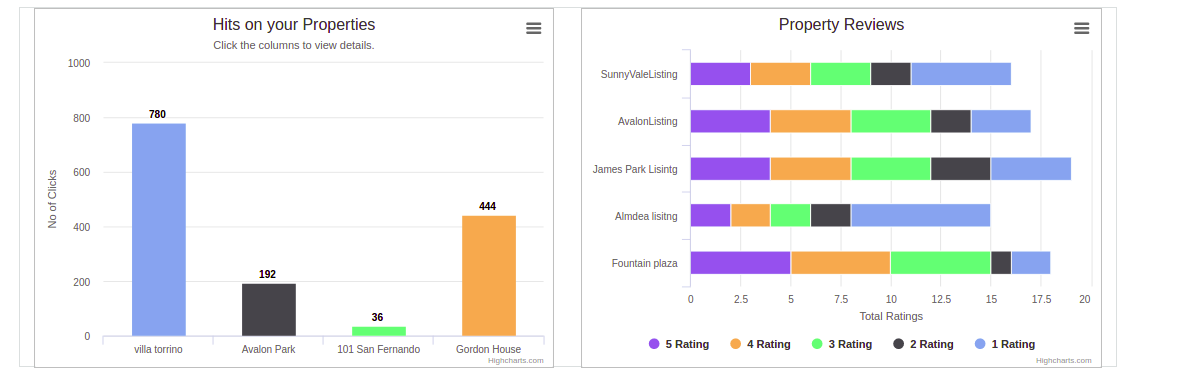 Hits on your Properties
Click the columns to view details.
No of Clicks
1000
800
600
400
200
0
780
192
36
444
villa torrino
Avalon Park
101 San Fernando
Gordon House
Highcharts.com
Property Reviews
SunnyValeListing
AvalonListing
James Park Lisintg
Almdea lisitng
Fountain plaza
0 2.5 5 7.5 10 12.5 15 17.5 20
Total Ratings
5 Rating 4 Rating 3 Rating 2 Rating 1 Rating
Highcharts.com